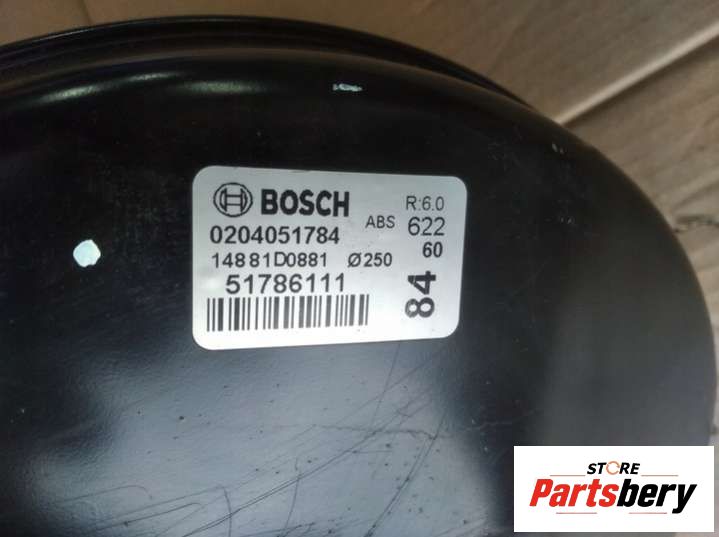 BOSCH R:6.0
0204051784 ABS 622
14881D0881 Ø250 60
51786111 84
STORE
Partsbery